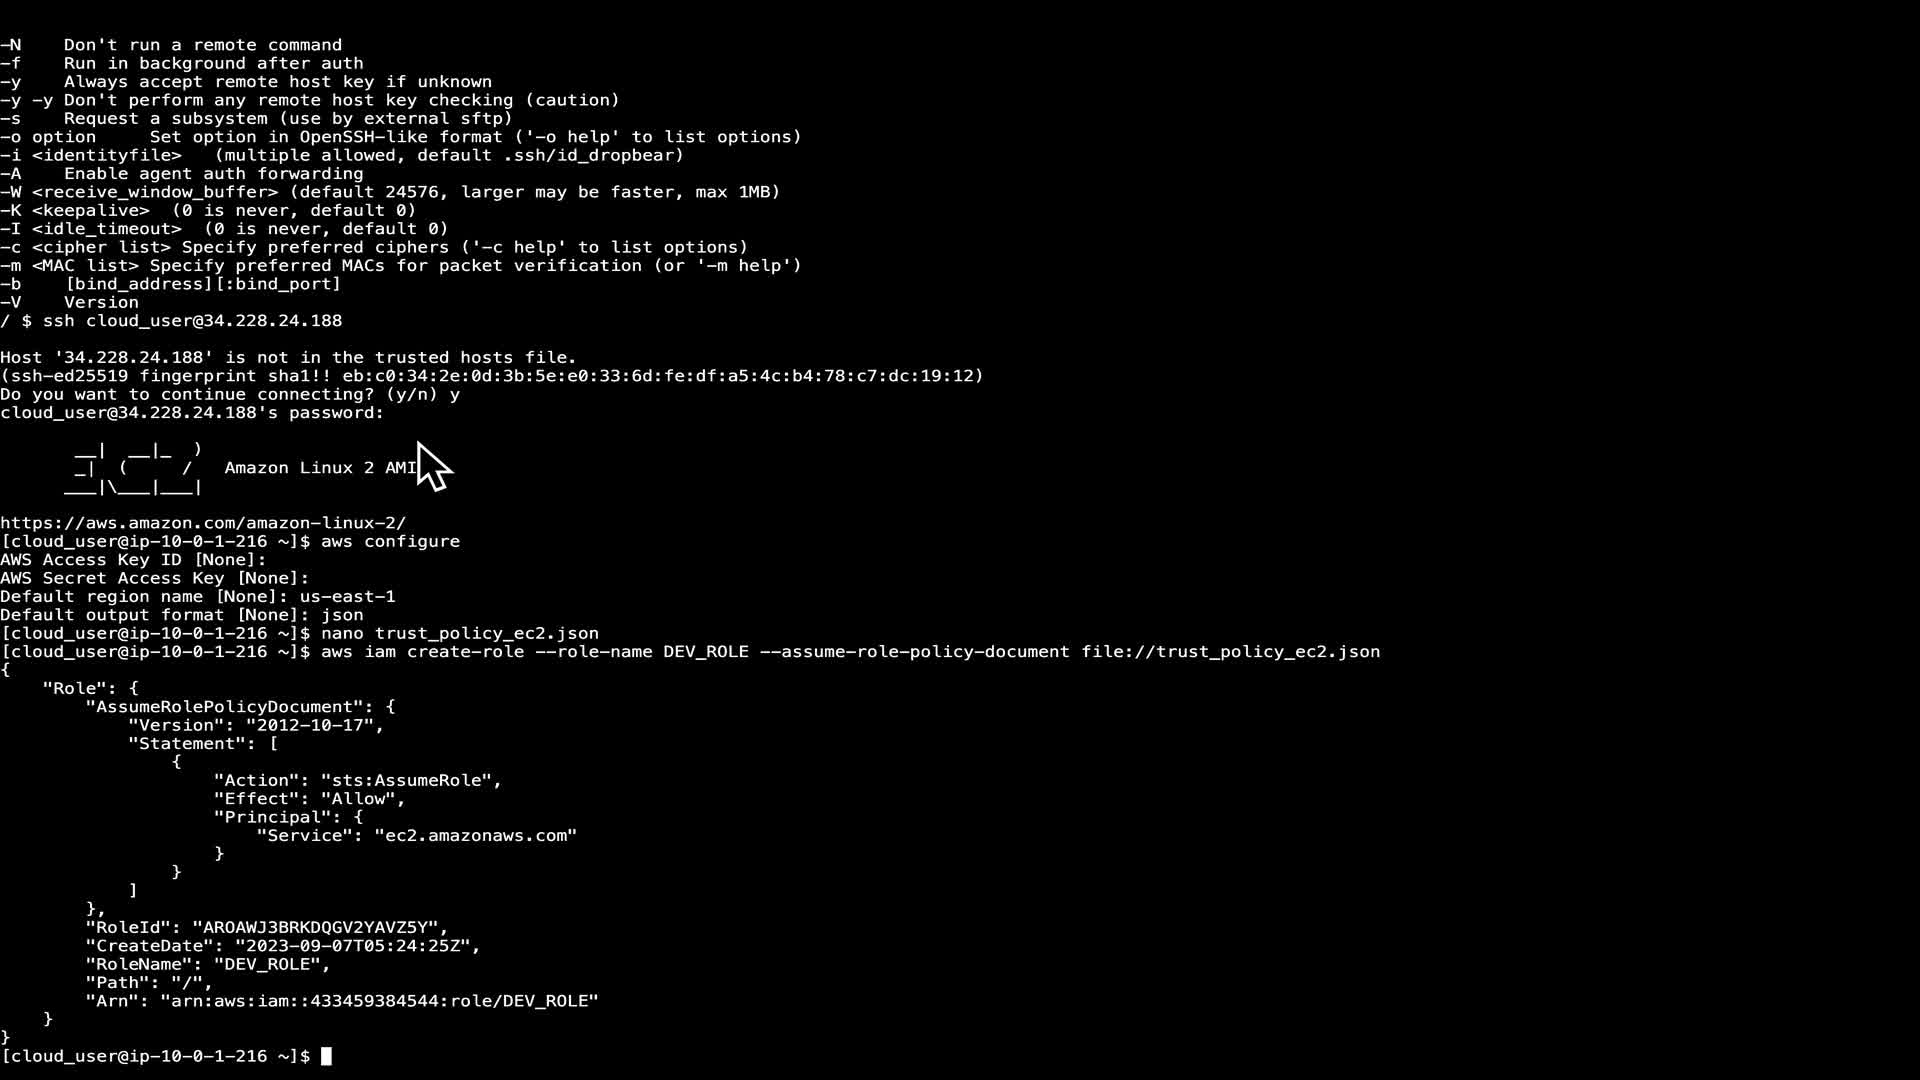 -N    Don't run a remote command
-f    Run in background after auth
-y    Always accept remote host key if unknown
-y -y Don't perform any remote host key checking (caution)
-s    Request a subsystem (use by external sftp)
-o option     Set option in OpenSSH-like format ('-o help' to list options)
-i <identityfile>   (multiple allowed, default .ssh/id_dropbear)
-A    Enable agent auth forwarding
-W <receive_window_buffer> (default 24576, larger may be faster, max 1MB)
-K <keepalive>  (0 is never, default 0)
-I <idle_timeout>  (0 is never, default 0)
-c <cipher list> Specify preferred ciphers ('-c help' to list options)
-m <MAC list> Specify preferred MACs for packet verification (or '-m help')
-b    [bind_address][:bind_port]
-V    Version
/ $ ssh cloud_user@34.228.24.188

Host '34.228.24.188' is not in the trusted hosts file.
(ssh-ed25519 fingerprint sha1!! eb:c0:34:2e:0d:3b:5e:e0:33:6d:fe:df:a5:4c:b4:78:c7:dc:19:12)
Do you want to continue connecting? (y/n) y
cloud_user@34.228.24.188's password:

       __|  __|_  )
       _|  (     /   Amazon Linux 2 AMI
      ___|\___|___|

https://aws.amazon.com/amazon-linux-2/
[cloud_user@ip-10-0-1-216 ~]$ aws configure
AWS Access Key ID [None]:
AWS Secret Access Key [None]:
Default region name [None]: us-east-1
Default output format [None]: json
[cloud_user@ip-10-0-1-216 ~]$ nano trust_policy_ec2.json
[cloud_user@ip-10-0-1-216 ~]$ aws iam create-role --role-name DEV_ROLE --assume-role-policy-document file://trust_policy_ec2.json
{
    "Role": {
        "AssumeRolePolicyDocument": {
            "Version": "2012-10-17",
            "Statement": [
                {
                    "Action": "sts:AssumeRole",
                    "Effect": "Allow",
                    "Principal": {
                        "Service": "ec2.amazonaws.com"
                    }
                }
            ]
        },
        "RoleId": "AROAWJ3BRKDQGV2YAVZ5Y",
        "CreateDate": "2023-09-07T05:24:25Z",
        "RoleName": "DEV_ROLE",
        "Path": "/",
        "Arn": "arn:aws:iam::433459384544:role/DEV_ROLE"
    }
}
[cloud_user@ip-10-0-1-216 ~]$